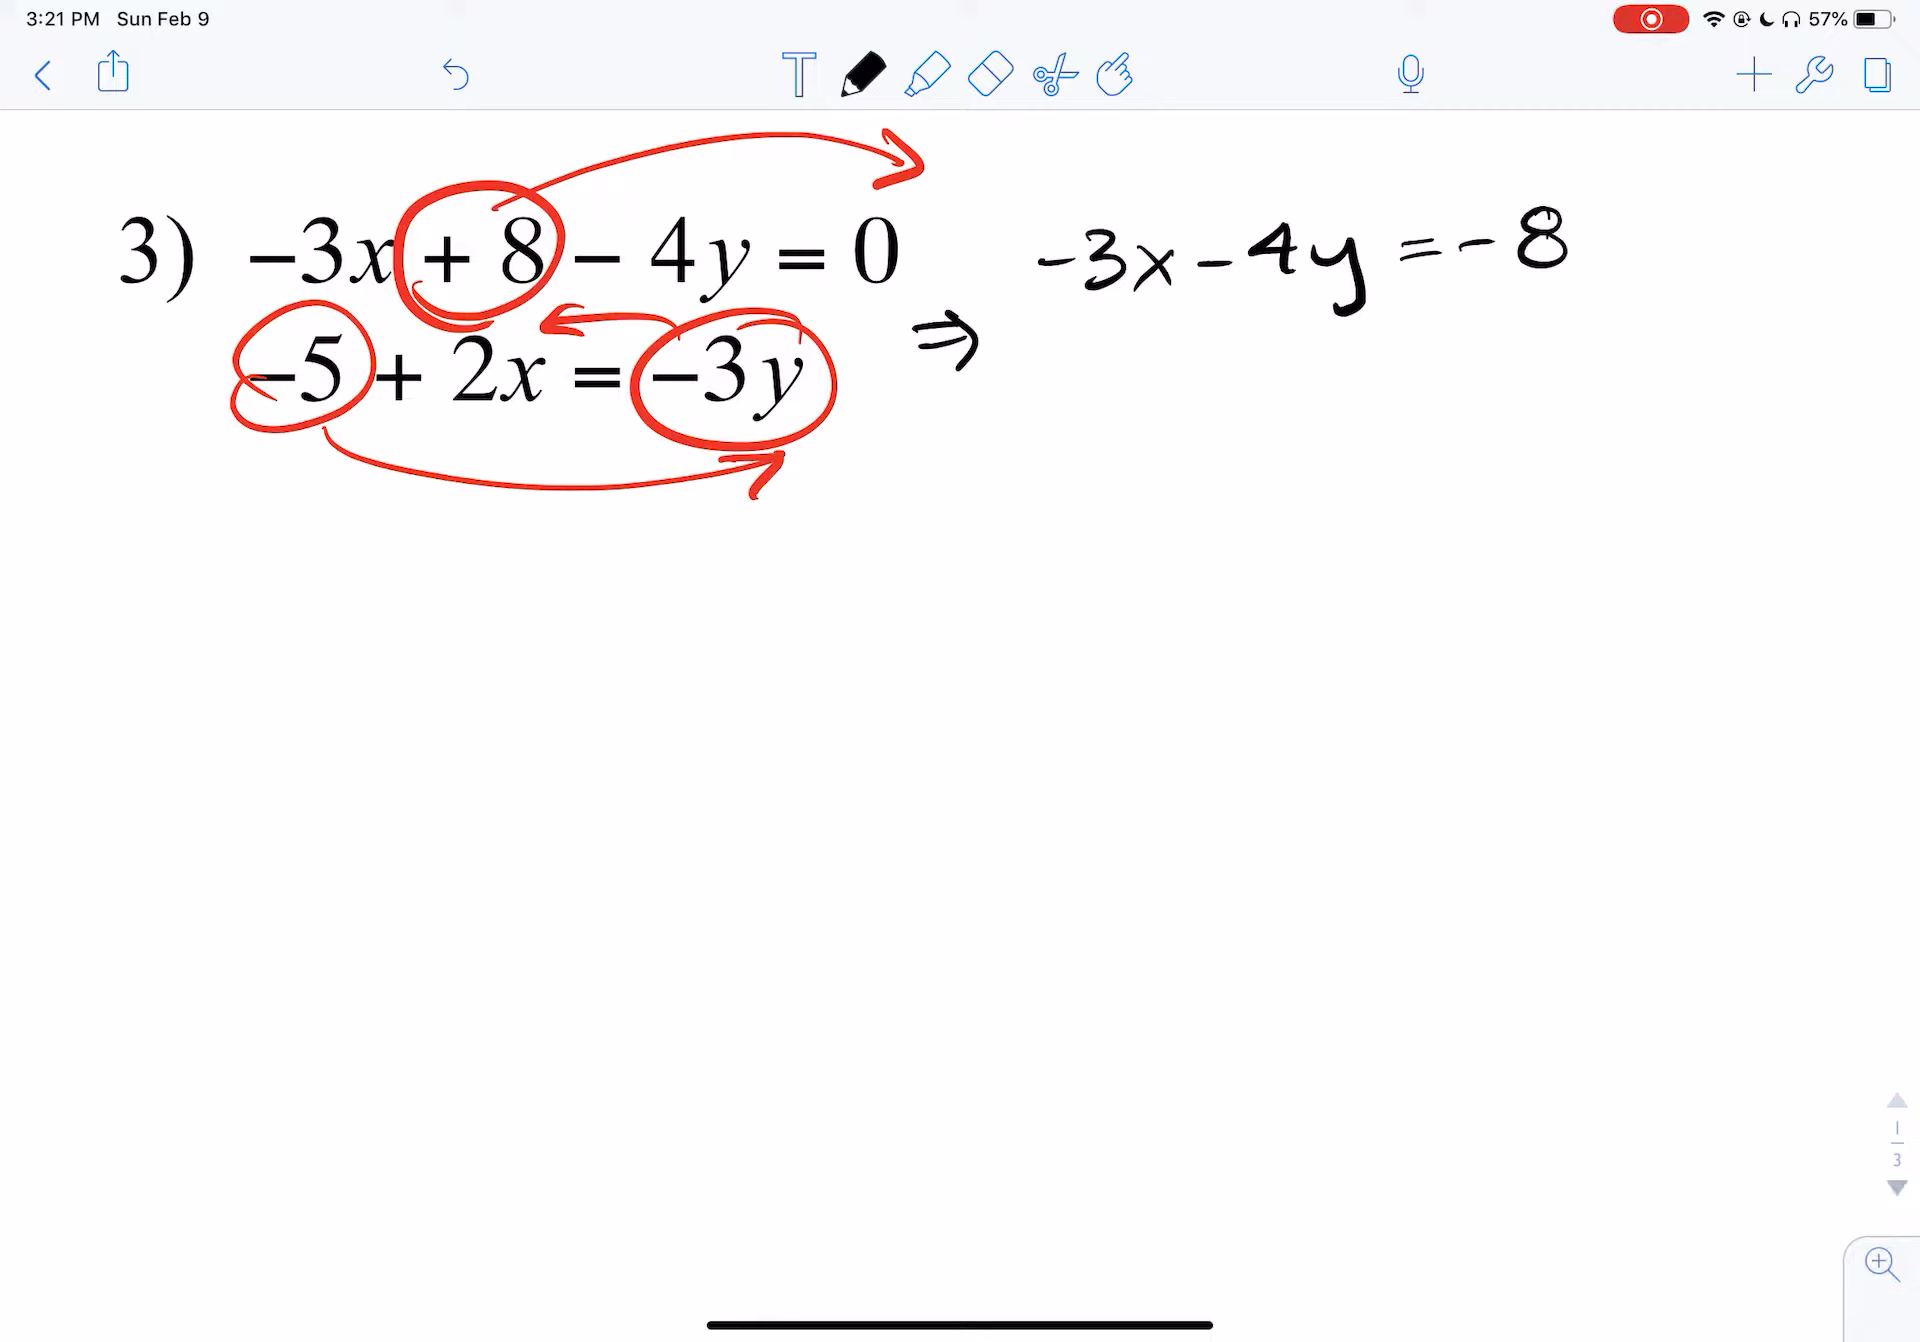 3:21 PM Sun Feb 9
57%
T
3) −3x + 8 − 4y = 0
-3x - 4y = - 8
−5 + 2x = −3y ⇒
1
3